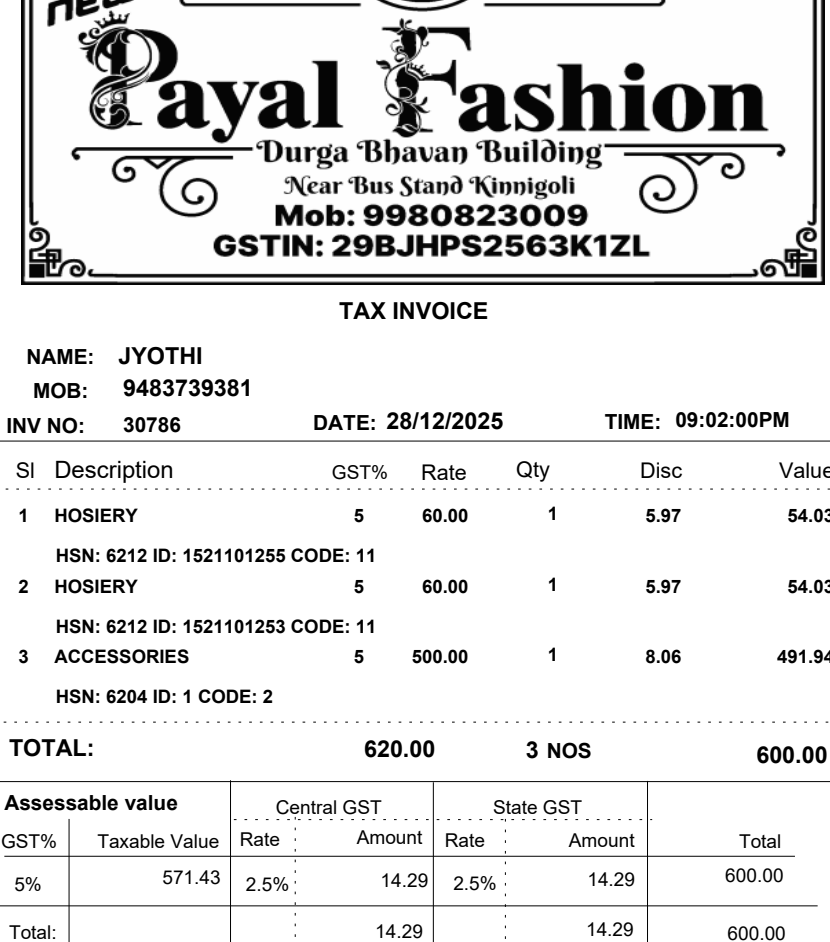 new
Payal Fashion
Durga Bhavan Building
Near Bus Stand Kinnigoli
Mob: 9980823009
GSTIN: 29BJHPS2563K1ZL
TAX INVOICE
NAME: JYOTHI
MOB: 9483739381
INV NO: 30786 DATE: 28/12/2025 TIME: 09:02:00PM
Sl Description GST% Rate Qty Disc Value
1 HOSIERY 5 60.00 1 5.97 54.03
HSN: 6212 ID: 1521101255 CODE: 11
2 HOSIERY 5 60.00 1 5.97 54.03
HSN: 6212 ID: 1521101253 CODE: 11
3 ACCESSORIES 5 500.00 1 8.06 491.94
HSN: 6204 ID: 1 CODE: 2
TOTAL: 620.00 3 NOS 600.00
Assessable value Central GST State GST
GST% Taxable Value Rate Amount Rate Amount Total
5% 571.43 2.5% 14.29 2.5% 14.29 600.00
Total: 14.29 14.29 600.00